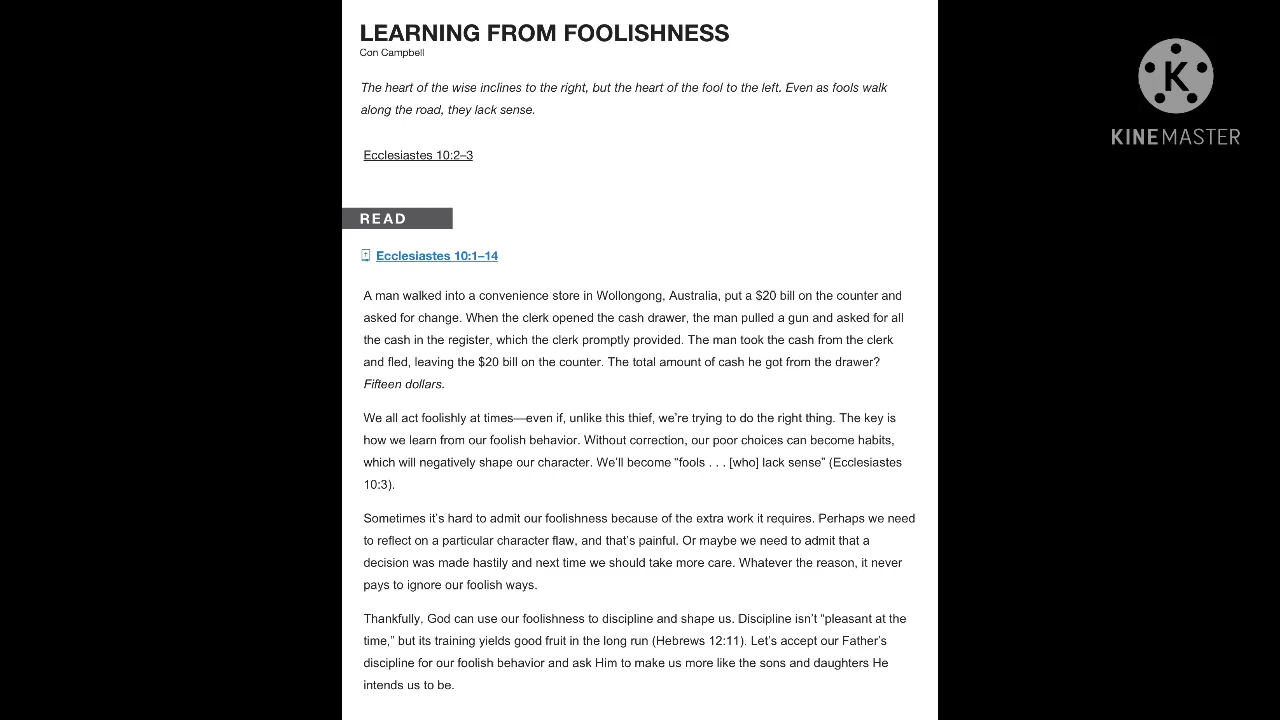 LEARNING FROM FOOLISHNESS
Con Campbell
The heart of the wise inclines to the right, but the heart of the fool to the left. Even as fools walk
along the road, they lack sense.
Ecclesiastes 10:2–3
READ
Ecclesiastes 10:1–14
A man walked into a convenience store in Wollongong, Australia, put a $20 bill on the counter and
asked for change. When the clerk opened the cash drawer, the man pulled a gun and asked for all
the cash in the register, which the clerk promptly provided. The man took the cash from the clerk
and fled, leaving the $20 bill on the counter. The total amount of cash he got from the drawer?
Fifteen dollars.
We all act foolishly at times—even if, unlike this thief, we’re trying to do the right thing. The key is
how we learn from our foolish behavior. Without correction, our poor choices can become habits,
which will negatively shape our character. We’ll become “fools . . . [who] lack sense” (Ecclesiastes
10:3).
Sometimes it’s hard to admit our foolishness because of the extra work it requires. Perhaps we need
to reflect on a particular character flaw, and that’s painful. Or maybe we need to admit that a
decision was made hastily and next time we should take more care. Whatever the reason, it never
pays to ignore our foolish ways.
Thankfully, God can use our foolishness to discipline and shape us. Discipline isn’t “pleasant at the
time,” but its training yields good fruit in the long run (Hebrews 12:11). Let’s accept our Father’s
discipline for our foolish behavior and ask Him to make us more like the sons and daughters He
intends us to be.
K
KINEMASTER